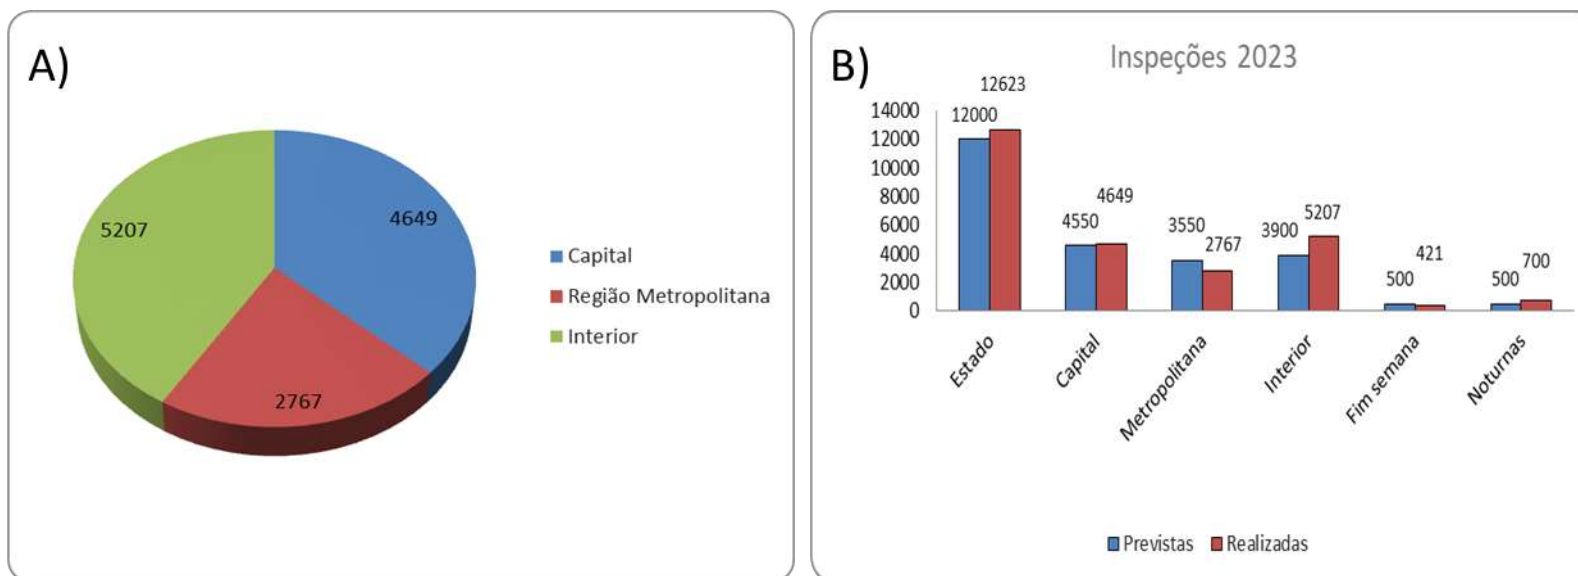 A)
5207
4649
2767
Capital
Região Metropolitana
Interior
B)
Inspeções 2023
14000
12000
10000
8000
6000
4000
2000
0
12000
12623
4550
4649
3550
2767
3900
5207
500
421
500
700
Estado
Capital
Metropolitana
Interior
Fim semana
Noturnas
Previstas
Realizadas